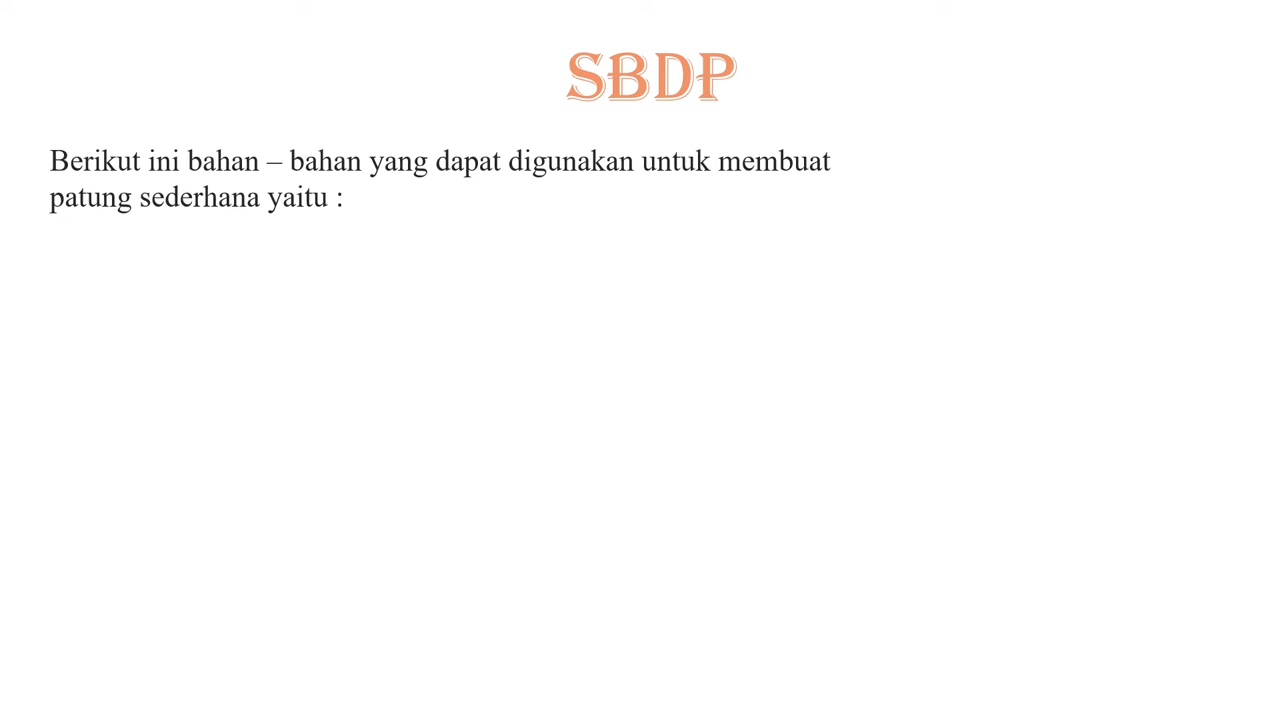 SBDP
Berikut ini bahan – bahan yang dapat digunakan untuk membuat
patung sederhana yaitu :